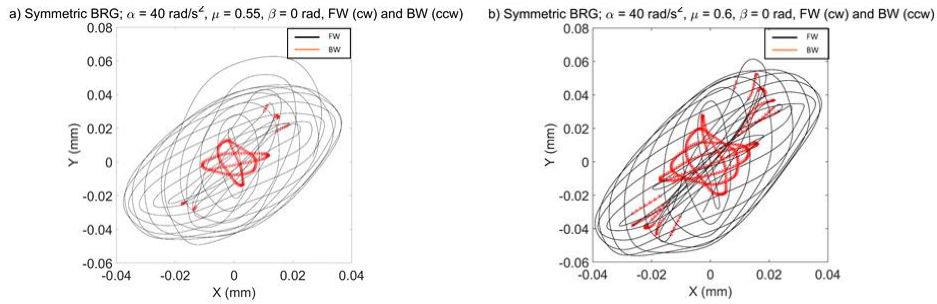 a) Symmetric BRG; α = 40 rad/s², μ = 0.55, β = 0 rad, FW (cw) and BW (ccw)
0.08
0.06
0.04
0.02
0
-0.02
-0.04
-0.06
Y (mm)
-0.04 -0.02 0 0.02 0.04
X (mm)
FW
BW
b) Symmetric BRG; α = 40 rad/s², μ = 0.6, β = 0 rad, FW (cw) and BW (ccw)
0.08
0.06
0.04
0.02
0
-0.02
-0.04
-0.06
Y (mm)
-0.04 -0.02 0 0.02 0.04
X (mm)
FW
BW